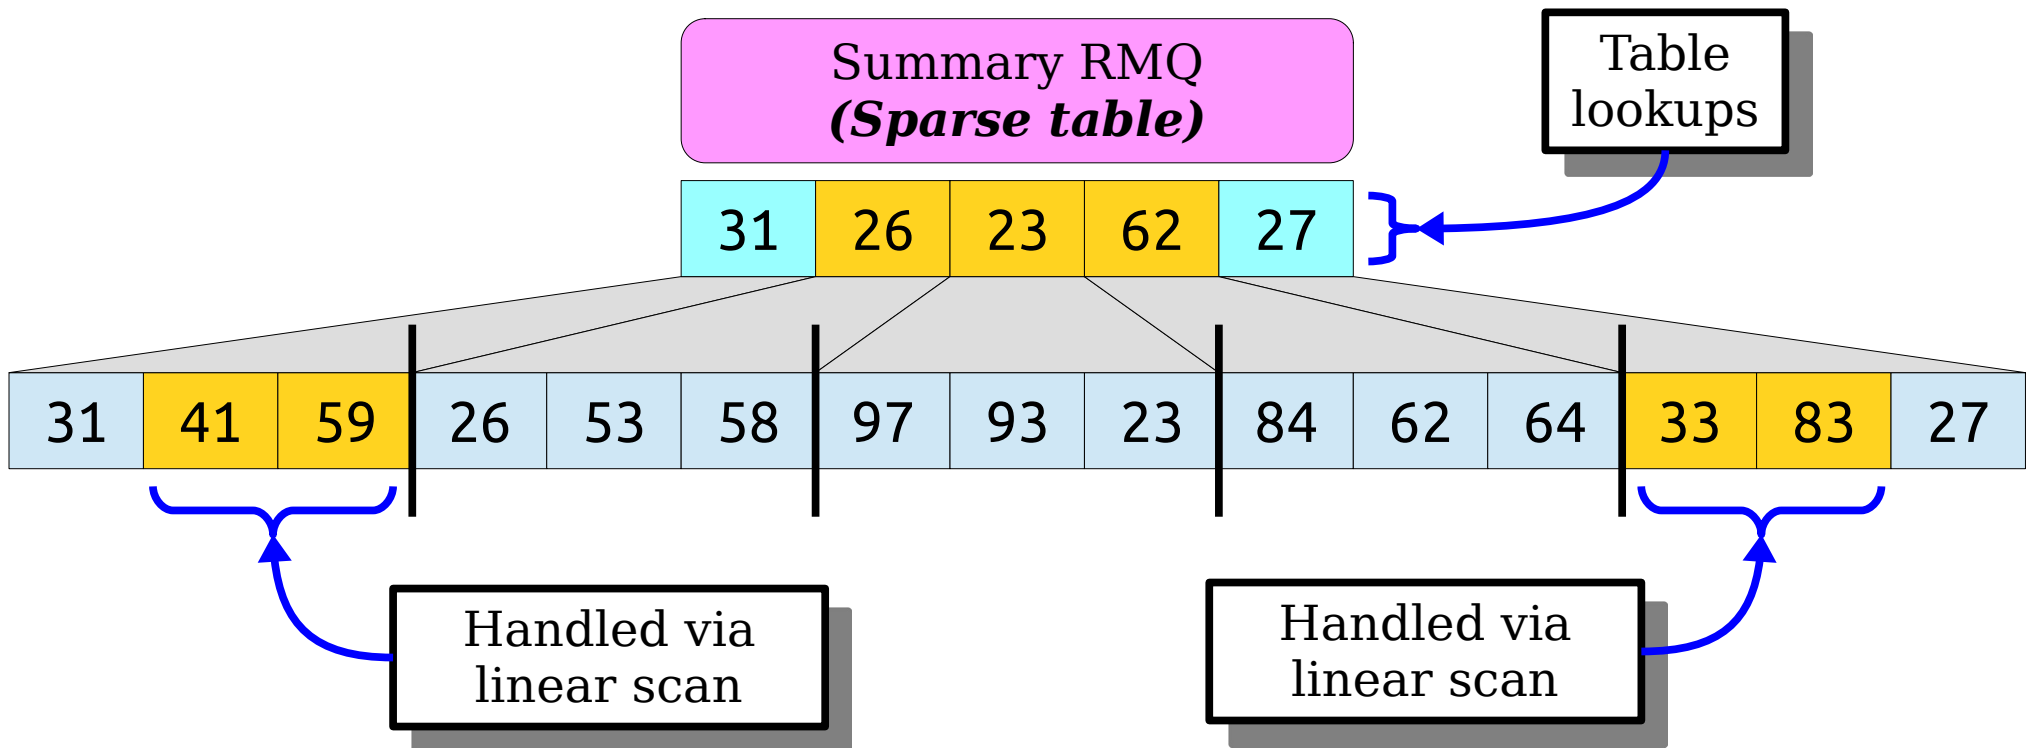 Summary RMQ
(Sparse table)
Table
lookups
31 26 23 62 27
31 41 59 26 53 58 97 93 23 84 62 64 33 83 27
Handled via
linear scan
Handled via
linear scan